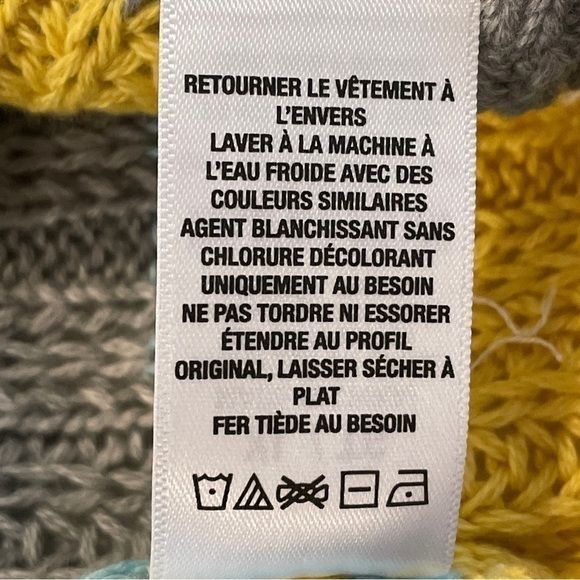 RETOURNER LE VÊTEMENT À
L'ENVERS
LAVER À LA MACHINE À
L'EAU FROIDE AVEC DES
COULEURS SIMILAIRES
AGENT BLANCHISSANT SANS
CHLORURE DÉCOLORANT
UNIQUEMENT AU BESOIN
NE PAS TORDRE NI ESSORER
ÉTENDRE AU PROFIL
ORIGINAL, LAISSER SÉCHER À
PLAT
FER TIÈDE AU BESOIN